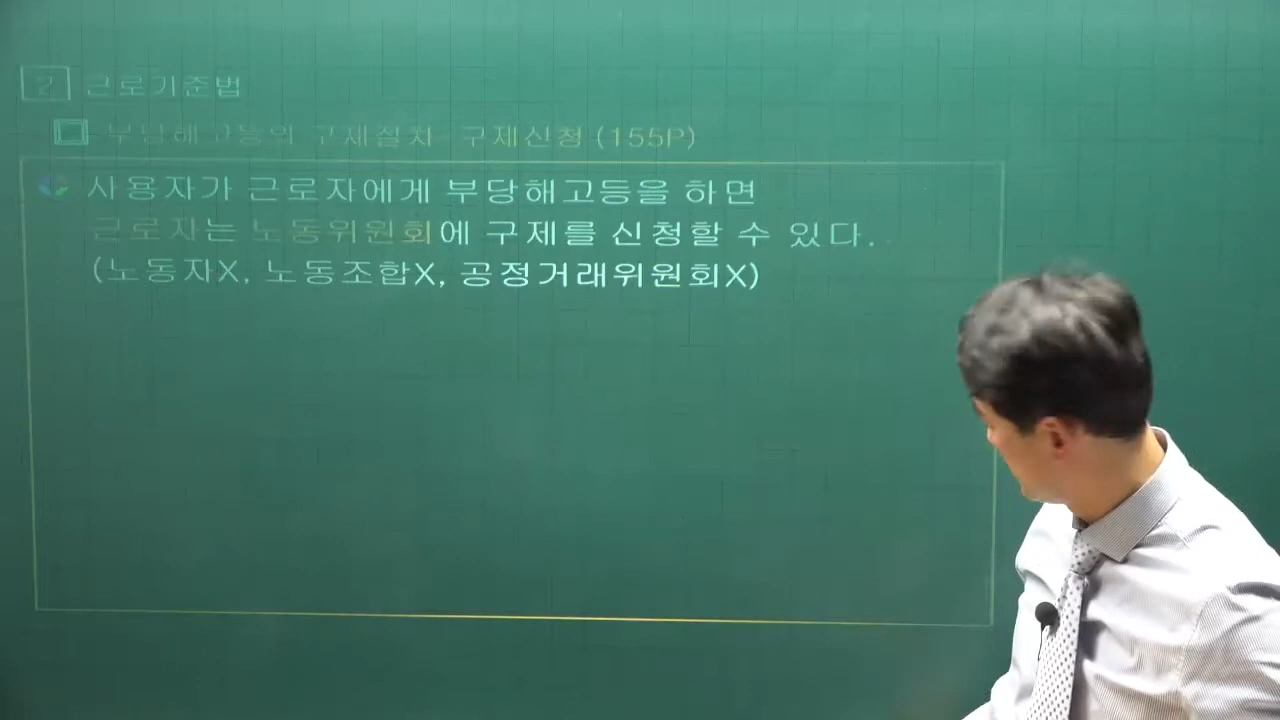 2 근로기준법
부당해고등의 구제절차-구제신청 (155P)
사용자가 근로자에게 부당해고등을 하면
근로자는 노동위원회에 구제를 신청할 수 있다.
(노동자X, 노동조합X, 공정거래위원회X)